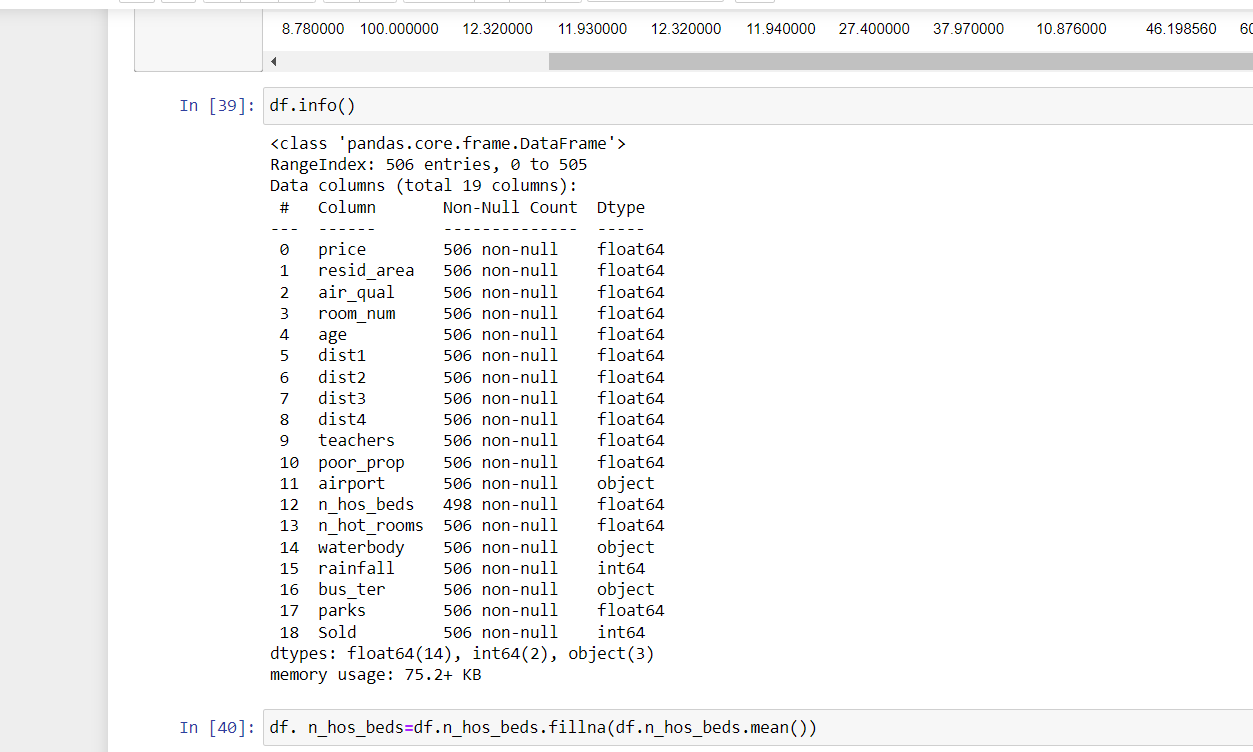 8.780000 100.000000 12.320000 11.930000 12.320000 11.940000 27.400000 37.970000 10.876000 46.198560 60
In [39]: df.info()
<class 'pandas.core.frame.DataFrame'>
RangeIndex: 506 entries, 0 to 505
Data columns (total 19 columns):
# Column Non-Null Count Dtype
--- ------ -------------- -----
0 price 506 non-null float64
1 resid_area 506 non-null float64
2 air_qual 506 non-null float64
3 room_num 506 non-null float64
4 age 506 non-null float64
5 dist1 506 non-null float64
6 dist2 506 non-null float64
7 dist3 506 non-null float64
8 dist4 506 non-null float64
9 teachers 506 non-null float64
10 poor_prop 506 non-null float64
11 airport 506 non-null object
12 n_hos_beds 498 non-null float64
13 n_hot_rooms 506 non-null float64
14 waterbody 506 non-null object
15 rainfall 506 non-null int64
16 bus_ter 506 non-null object
17 parks 506 non-null float64
18 Sold 506 non-null int64
dtypes: float64(14), int64(2), object(3)
memory usage: 75.2+ KB
In [40]: df. n_hos_beds=df.n_hos_beds.fillna(df.n_hos_beds.mean())